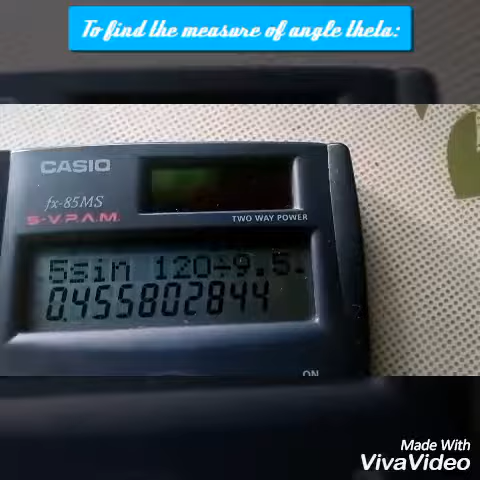 To find the measure of angle theta:
CASIO
fx-85MS
S-V.P.A.M.
TWO WAY POWER
.5sin 120÷9.5.
0.455802844
ON
Made With
VivaVideo